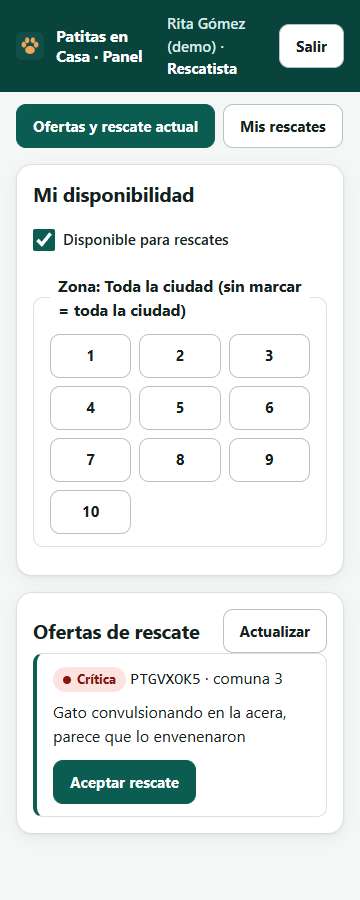 Patitas en
Casa · Panel
Rita Gómez
(demo) ·
Rescatista
Salir
Ofertas y rescate actual
Mis rescates
Mi disponibilidad
Disponible para rescates
Zona: Toda la ciudad (sin marcar
= toda la ciudad)
1 2 3
4 5 6
7 8 9
10
Ofertas de rescate
Actualizar
Crítica PTGVXOK5 · comuna 3
Gato convulsionando en la acera,
parece que lo envenenaron
Aceptar rescate